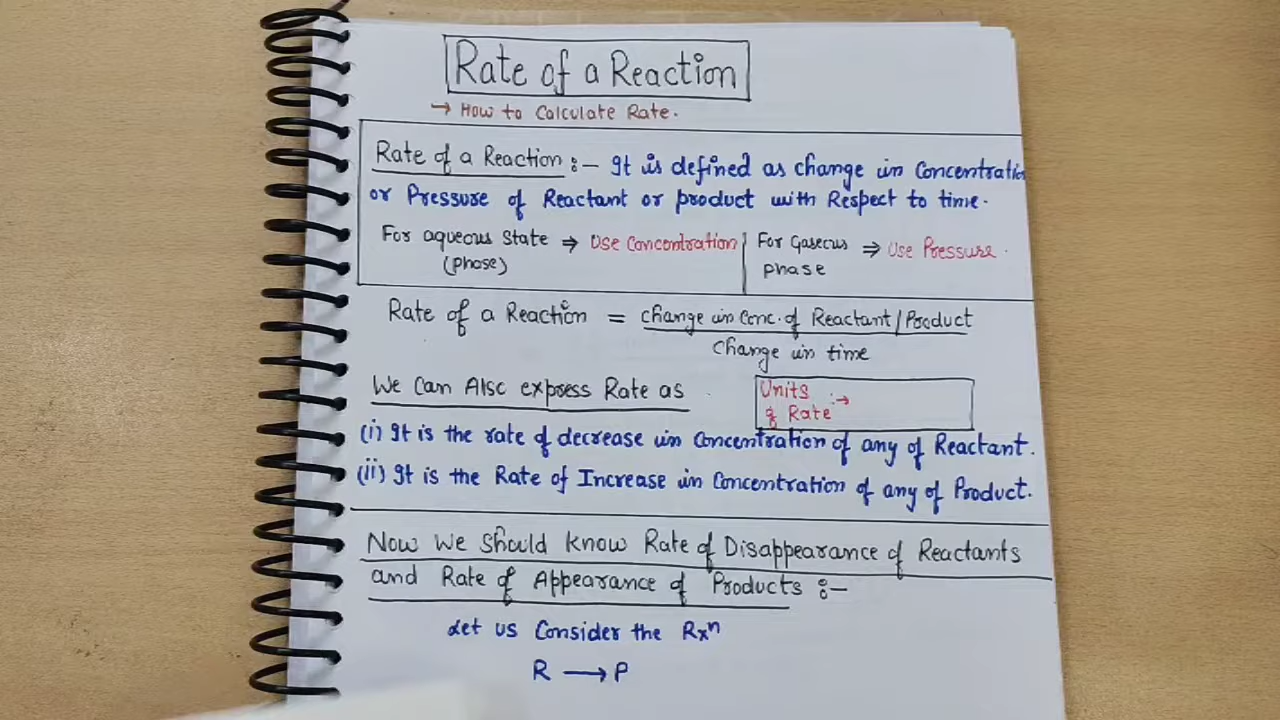 Rate of a Reaction
→ How to Calculate Rate.
Rate of a Reaction :- It is defined as change in Concentration
or Pressure of Reactant or product with Respect to time.
For aqueous State ⇒ Use Concentration
(phase)
For Gaseous ⇒ Use Pressure.
phase
Rate of a Reaction = change in conc. of Reactant/Product
Change in time
We Can Also express Rate as
Units :→
of Rate
(i) It is the rate of decrease in Concentration of any of Reactant.
(ii) It is the Rate of Increase in Concentration of any of Product.
Now We Should know Rate of Disappearance of Reactants
and Rate of Appearance of Products :-
Let us Consider the Rxⁿ
R → P